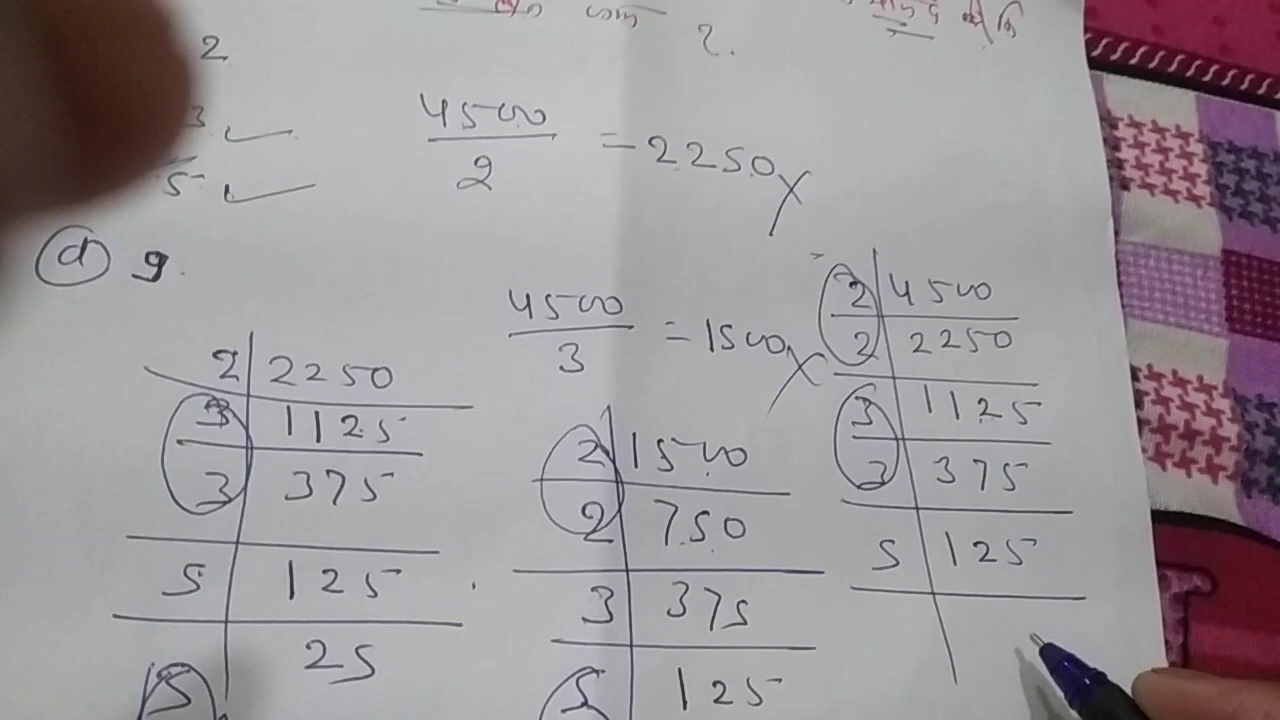 2.
2
3
4500/2 = 2250 x
5
d 9.
4500/3 = 1500 x
2 | 4500
2 | 2250
3 | 1125
3 | 375
5 | 125
2 | 2250
3 | 1125
3 | 375
5 | 125
5 | 25
2 | 1500
2 | 750
3 | 375
5 | 125